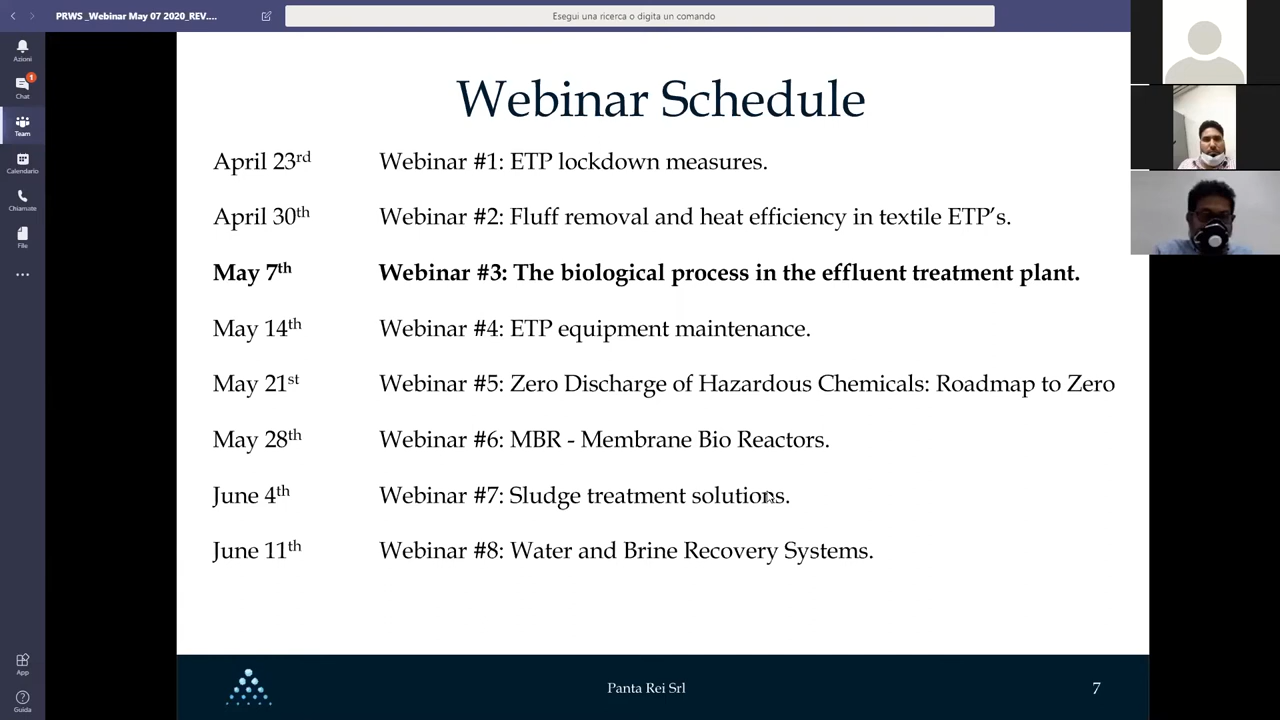 PRWS _Webinar May 07 2020_REV....
Esegui una ricerca o digita un comando
Azioni
1
Chat
Team
Calendario
Chiamate
File
App
Guida
Webinar Schedule
April 23rd Webinar #1: ETP lockdown measures.
April 30th Webinar #2: Fluff removal and heat efficiency in textile ETP’s.
May 7th Webinar #3: The biological process in the effluent treatment plant.
May 14th Webinar #4: ETP equipment maintenance.
May 21st Webinar #5: Zero Discharge of Hazardous Chemicals: Roadmap to Zero
May 28th Webinar #6: MBR - Membrane Bio Reactors.
June 4th Webinar #7: Sludge treatment solutions.
June 11th Webinar #8: Water and Brine Recovery Systems.
Panta Rei Srl 7